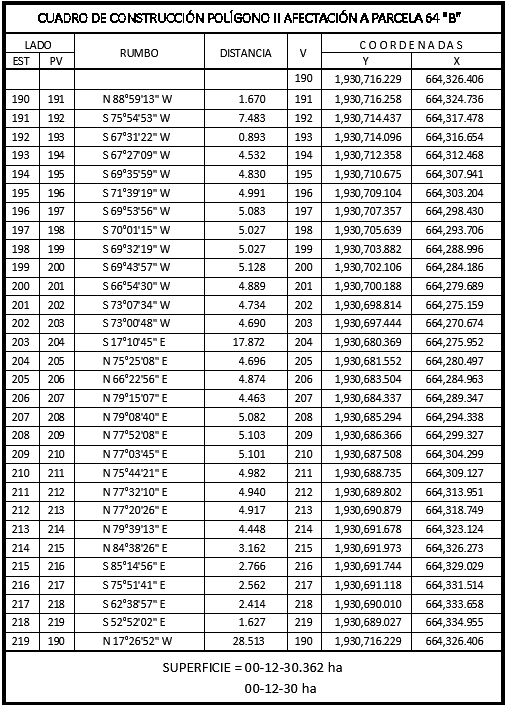 CUADRO DE CONSTRUCCIÓN POLÍGONO II AFECTACIÓN A PARCELA 64 "B"
LADO RUMBO DISTANCIA V COORDENADAS
EST PV Y X
190 1,930,716.229 664,326.406
190 191 N 88°59'13" W 1.670 191 1,930,716.258 664,324.736
191 192 S 75°54'53" W 7.483 192 1,930,714.437 664,317.478
192 193 S 67°31'22" W 0.893 193 1,930,714.096 664,316.654
193 194 S 67°27'09" W 4.532 194 1,930,712.358 664,312.468
194 195 S 69°35'59" W 4.830 195 1,930,710.675 664,307.941
195 196 S 71°39'19" W 4.991 196 1,930,709.104 664,303.204
196 197 S 69°53'56" W 5.083 197 1,930,707.357 664,298.430
197 198 S 70°01'15" W 5.027 198 1,930,705.639 664,293.706
198 199 S 69°32'19" W 5.027 199 1,930,703.882 664,288.996
199 200 S 69°43'57" W 5.128 200 1,930,702.106 664,284.186
200 201 S 66°54'30" W 4.889 201 1,930,700.188 664,279.689
201 202 S 73°07'34" W 4.734 202 1,930,698.814 664,275.159
202 203 S 73°00'48" W 4.690 203 1,930,697.444 664,270.674
203 204 S 17°10'45" E 17.872 204 1,930,680.369 664,275.952
204 205 N 75°25'08" E 4.696 205 1,930,681.552 664,280.497
205 206 N 66°22'56" E 4.874 206 1,930,683.504 664,284.963
206 207 N 79°15'07" E 4.463 207 1,930,684.337 664,289.347
207 208 N 79°08'40" E 5.082 208 1,930,685.294 664,294.338
208 209 N 77°52'08" E 5.103 209 1,930,686.366 664,299.327
209 210 N 77°03'45" E 5.101 210 1,930,687.508 664,304.299
210 211 N 75°44'21" E 4.982 211 1,930,688.735 664,309.127
211 212 N 77°32'10" E 4.940 212 1,930,689.802 664,313.951
212 213 N 77°20'26" E 4.917 213 1,930,690.879 664,318.749
213 214 N 79°39'13" E 4.448 214 1,930,691.678 664,323.124
214 215 N 84°38'26" E 3.162 215 1,930,691.973 664,326.273
215 216 S 85°14'56" E 2.766 216 1,930,691.744 664,329.029
216 217 S 75°51'41" E 2.562 217 1,930,691.118 664,331.514
217 218 S 62°38'57" E 2.414 218 1,930,690.010 664,333.658
218 219 S 52°52'02" E 1.627 219 1,930,689.027 664,334.955
219 190 N 17°26'52" W 28.513 190 1,930,716.229 664,326.406
SUPERFICIE = 00-12-30.362 ha
00-12-30 ha